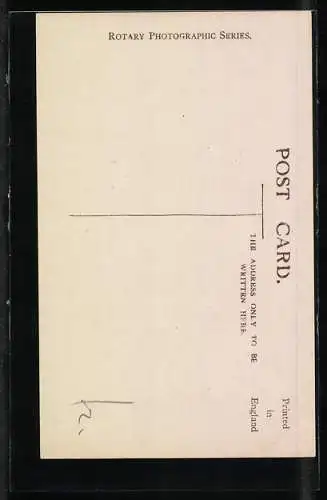 ROTARY PHOTOGRAPHIC SERIES.
POST CARD.
THE ADDRESS ONLY TO BE
WRITTEN HERE.
Printed
in
England